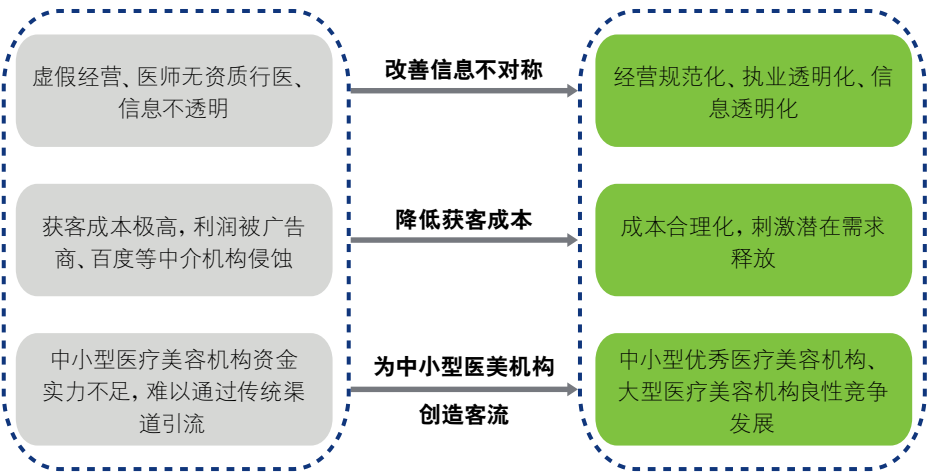 虚假经营、医师无资质行医、
信息不透明
改善信息不对称
经营规范化、执业透明化、信
息透明化
获客成本极高，利润被广告
商、百度等中介机构侵蚀
降低获客成本
成本合理化，刺激潜在需求
释放
中小型医疗美容机构资金
实力不足，难以通过传统渠
道引流
为中小型医美机构
创造客流
中小型优秀医疗美容机构、
大型医疗美容机构良性竞争
发展